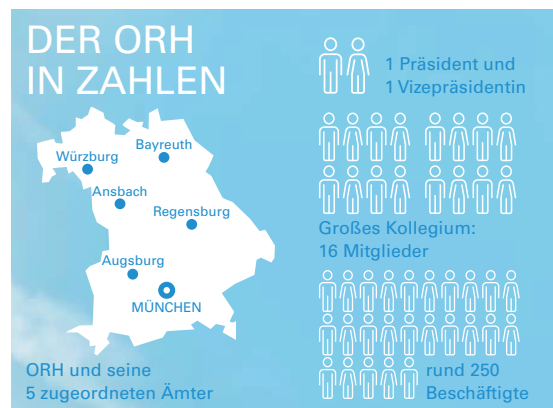 DER ORH
IN ZAHLEN
1 Präsident und
1 Vizepräsidentin
Bayreuth
Würzburg
Ansbach
Regensburg
Augsburg
MÜNCHEN
Großes Kollegium:
16 Mitglieder
ORH und seine
5 zugeordneten Ämter
rund 250
Beschäftigte